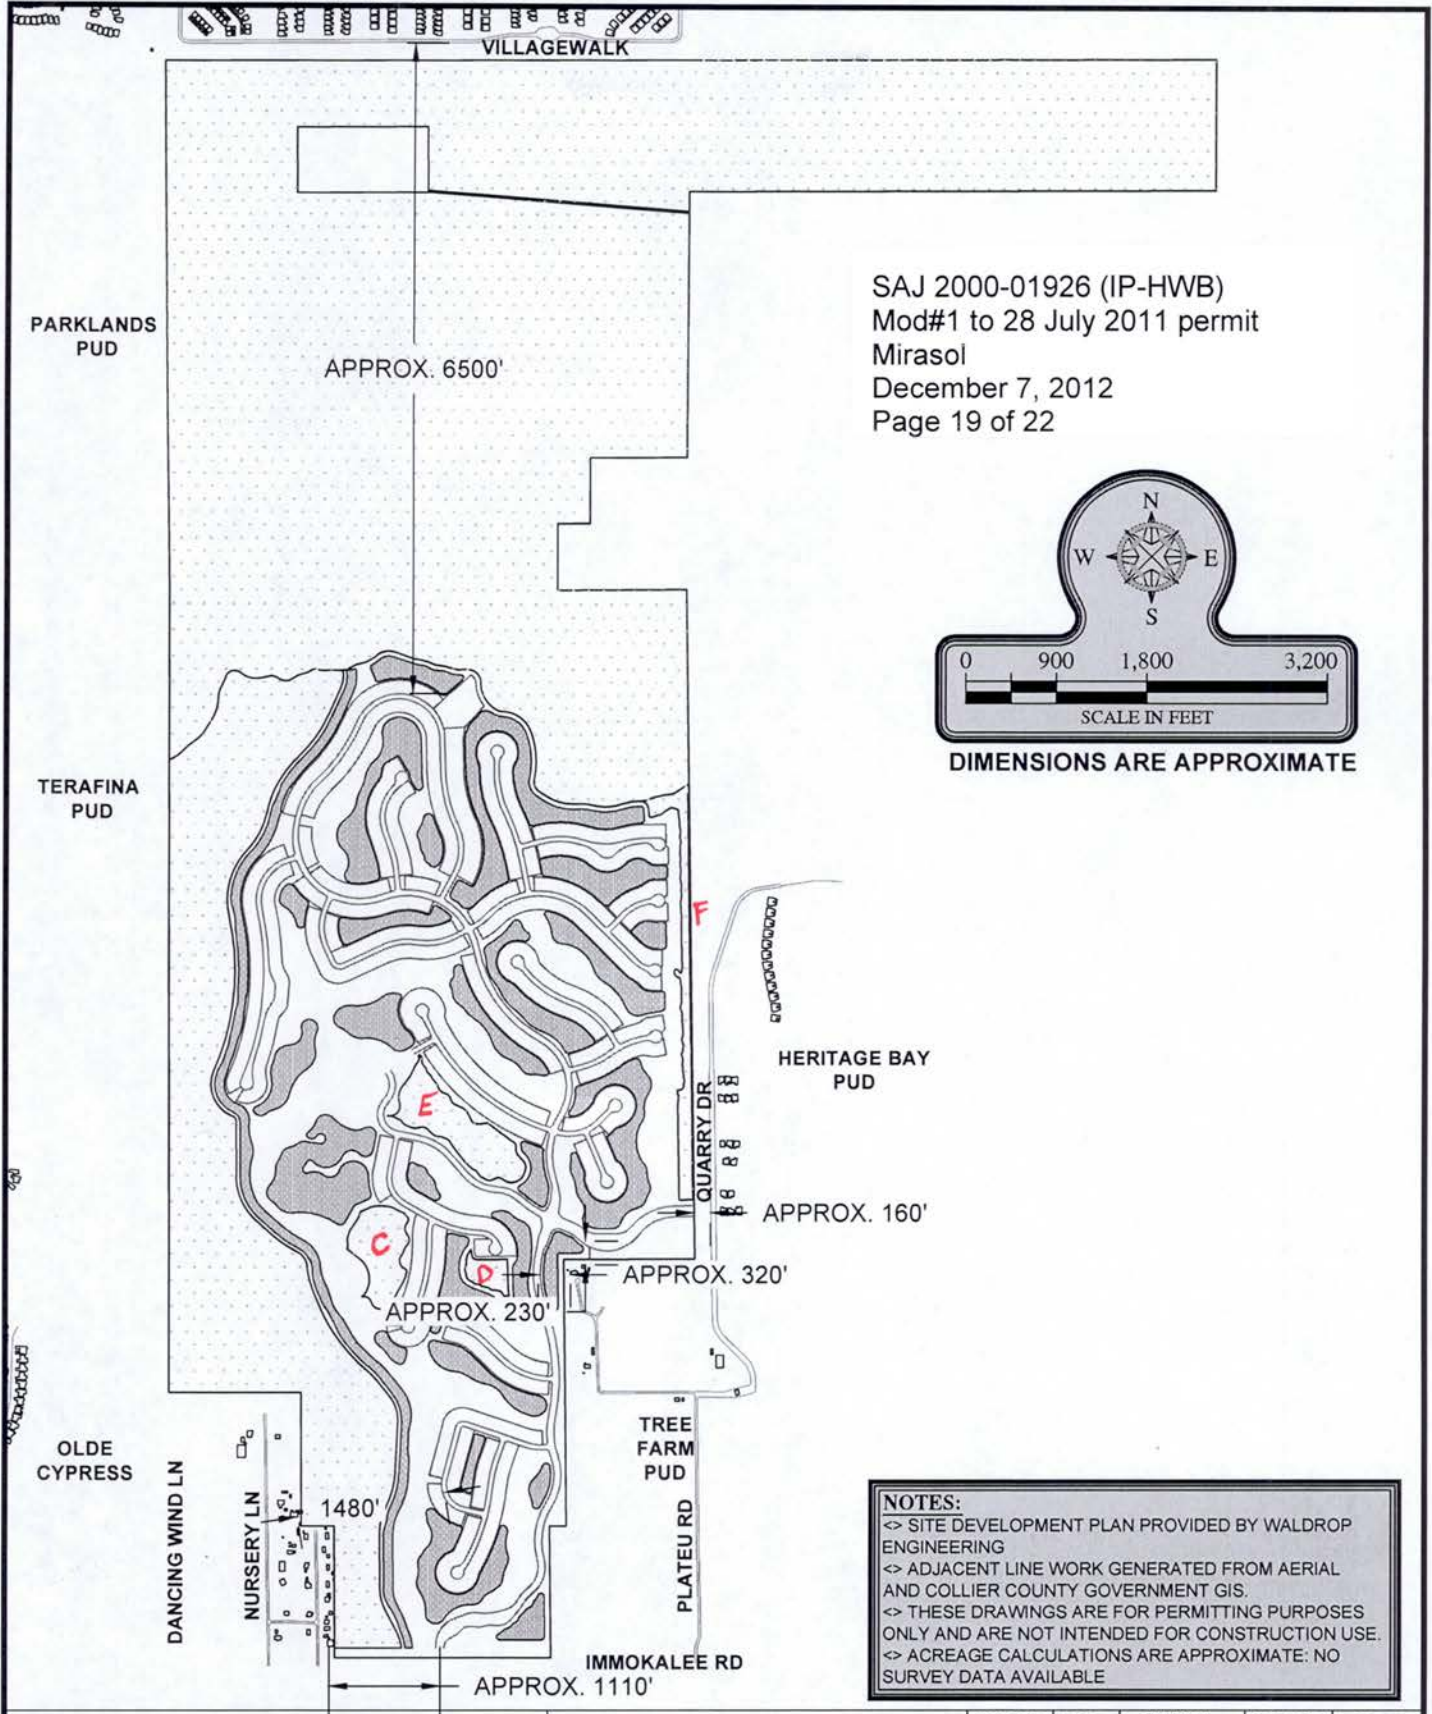 VILLAGEWALK
PARKLANDS
PUD
APPROX. 6500'
SAJ 2000-01926 (IP-HWB)
Mod#1 to 28 July 2011 permit
Mirasol
December 7, 2012
Page 19 of 22
N
W E
S
0 900 1,800 3,200
SCALE IN FEET
DIMENSIONS ARE APPROXIMATE
TERAFINA
PUD
F
HERITAGE BAY
PUD
E
QUARRY DR
APPROX. 160'
C
D
APPROX. 320'
APPROX. 230'
OLDE
CYPRESS
DANCING WIND LN
NURSERY LN
1480'
TREE
FARM
PUD
PLATEU RD
IMMOKALEE RD
APPROX. 1110'
NOTES:
<> SITE DEVELOPMENT PLAN PROVIDED BY WALDROP
ENGINEERING
<> ADJACENT LINE WORK GENERATED FROM AERIAL
AND COLLIER COUNTY GOVERNMENT GIS.
<> THESE DRAWINGS ARE FOR PERMITTING PURPOSES
ONLY AND ARE NOT INTENDED FOR CONSTRUCTION USE.
<> ACREAGE CALCULATIONS ARE APPROXIMATE: NO
SURVEY DATA AVAILABLE